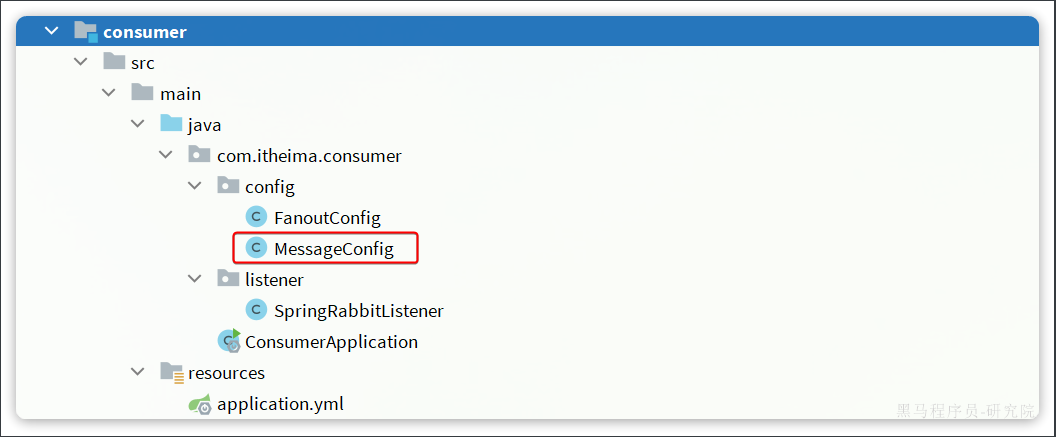 consumer
src
main
java
com.itheima.consumer
config
C FanoutConfig
C MessageConfig
listener
C SpringRabbitListener
C ConsumerApplication
resources
application.yml
黑马程序员-研究院